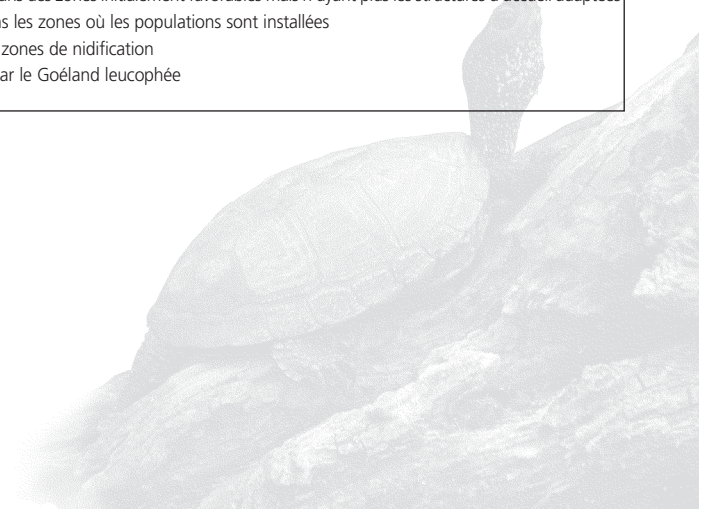 ans des zones initialement favorables mais n'ayant plus les structures d'accueil adaptées
s les zones où les populations sont installées
zones de nidification
ar le Goéland leucophée